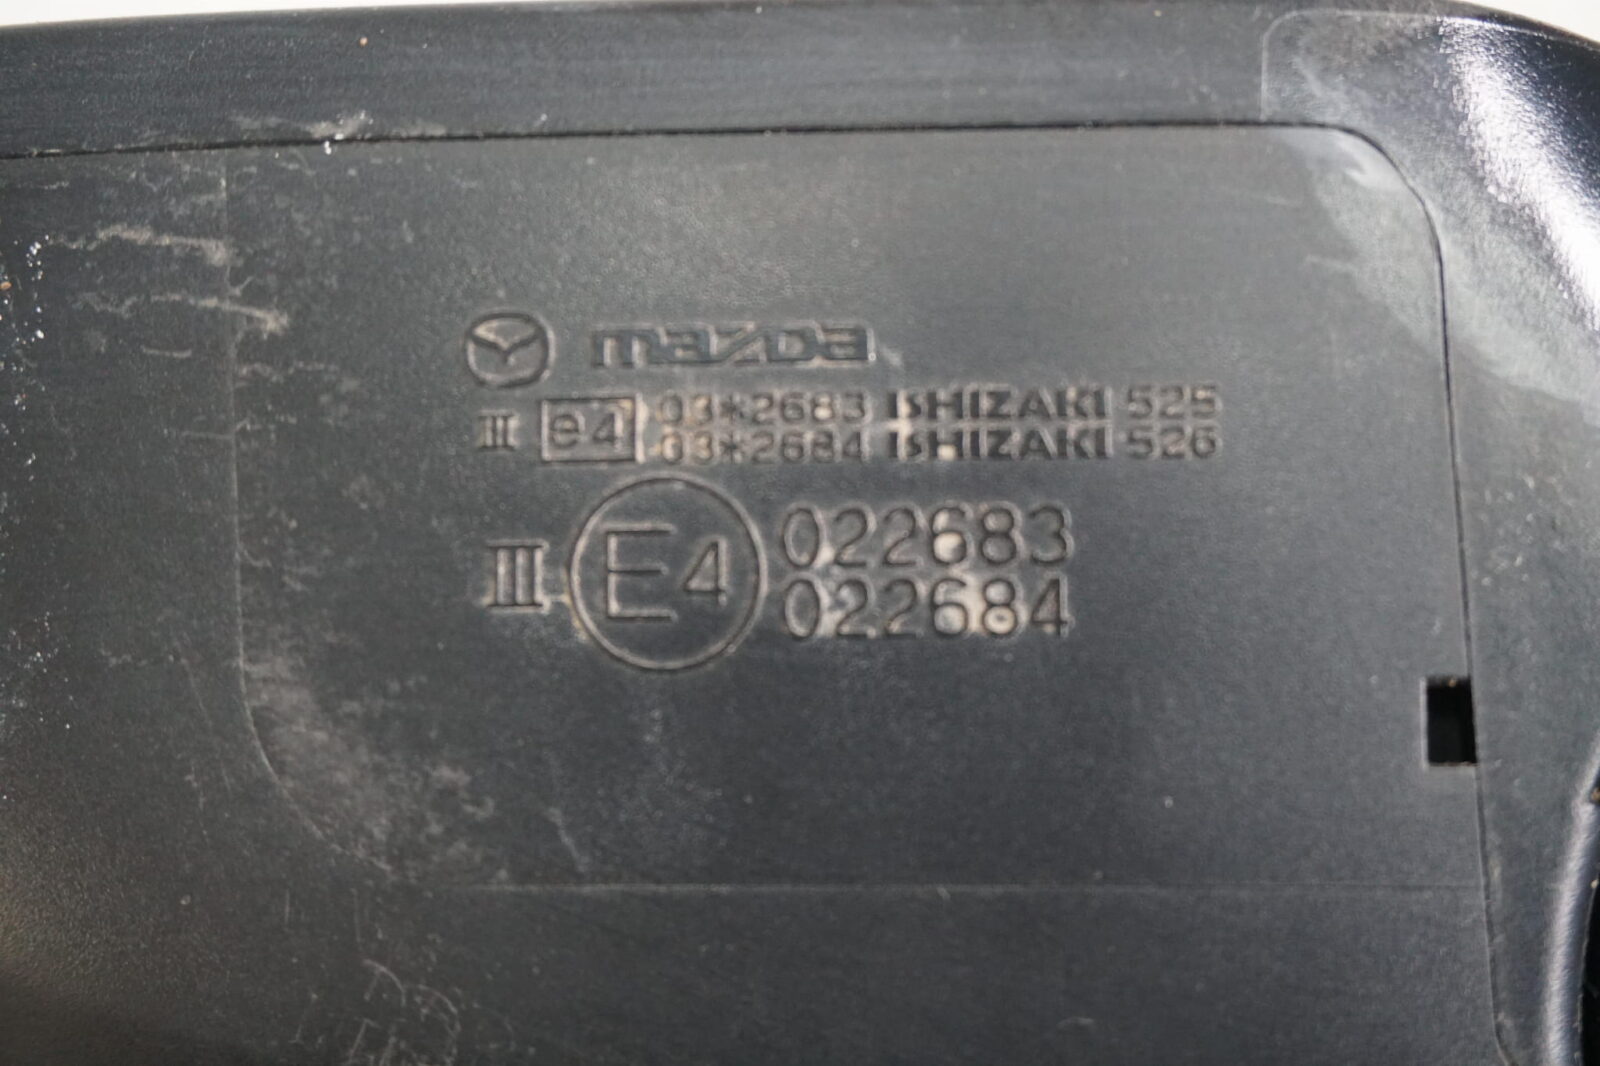 mazda
III e4 03*2683 ISHIZAKI 525
03*2684 ISHIZAKI 526
III E4 022683
022684